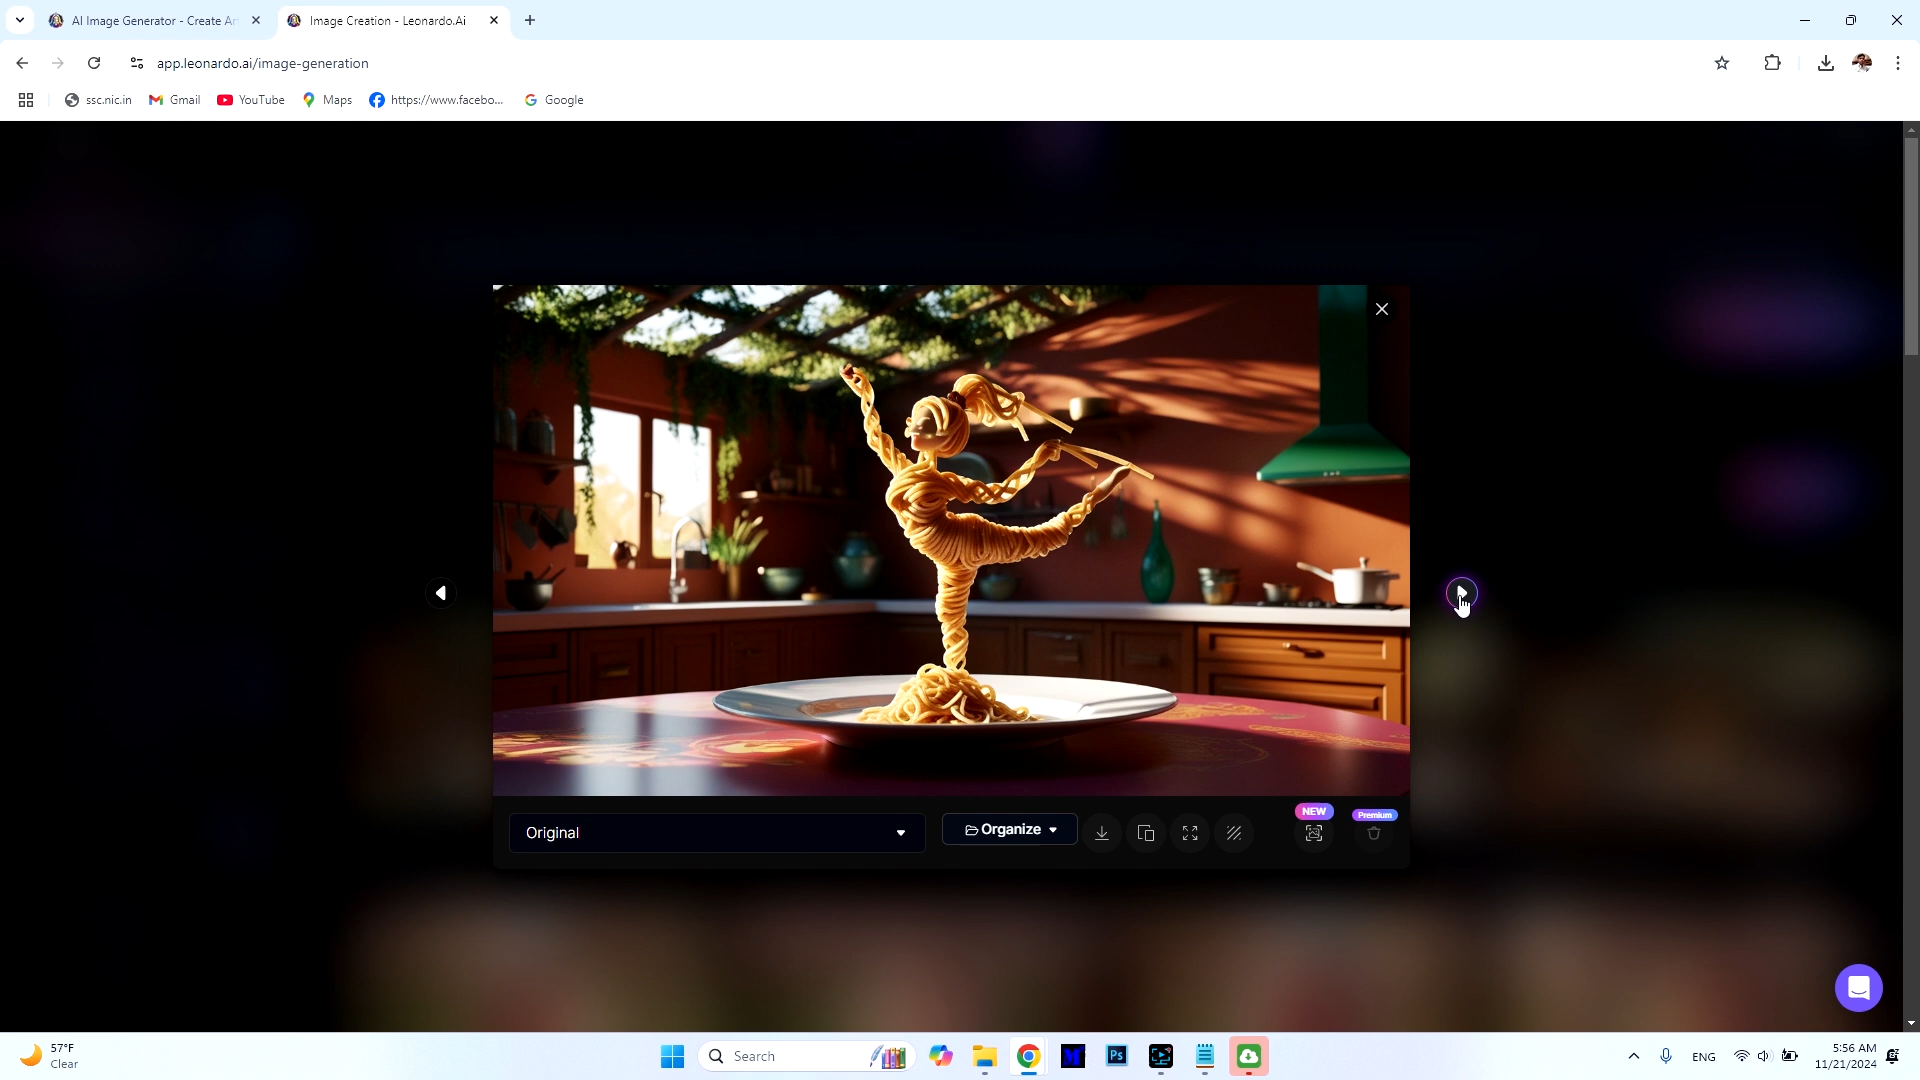 AI Image Generator - Create Ar
Image Creation - Leonardo.Ai
app.leonardo.ai/image-generation
ssc.nic.in
Gmail
YouTube
Maps
https://www.facebo...
Google
Original
Organize
NEW
Premium
57°F
Clear
Search
Ps
ENG
5:56 AM
11/21/2024